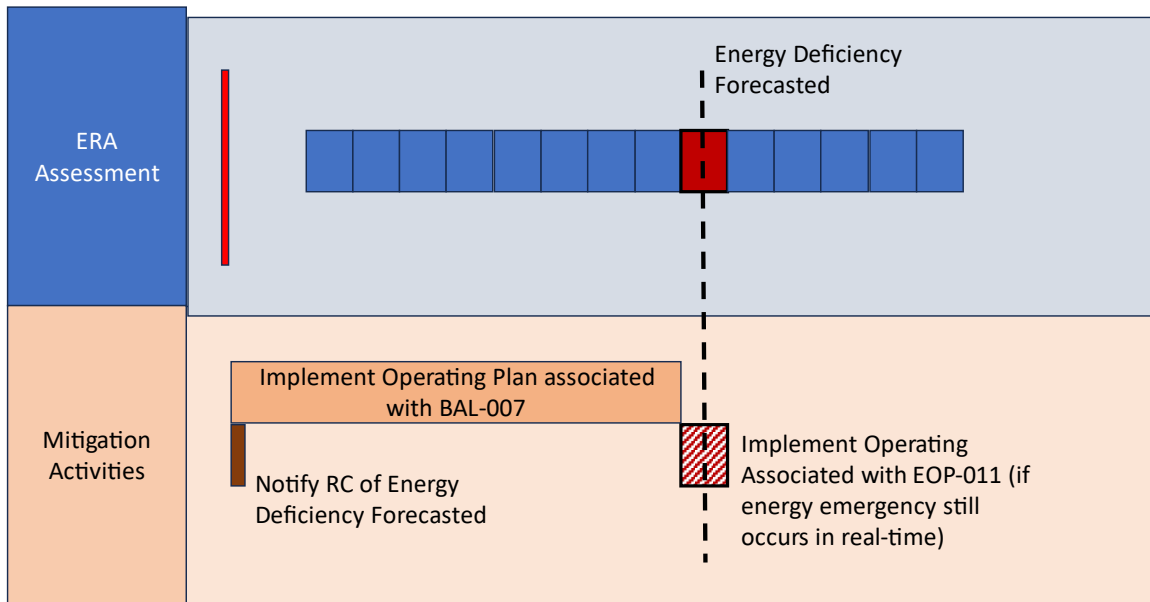 ERA
Assessment
Energy Deficiency
Forecasted
Mitigation
Activities
Implement Operating Plan associated
with BAL-007
Notify RC of Energy
Deficiency Forecasted
Implement Operating
Associated with EOP-011 (if
energy emergency still
occurs in real-time)